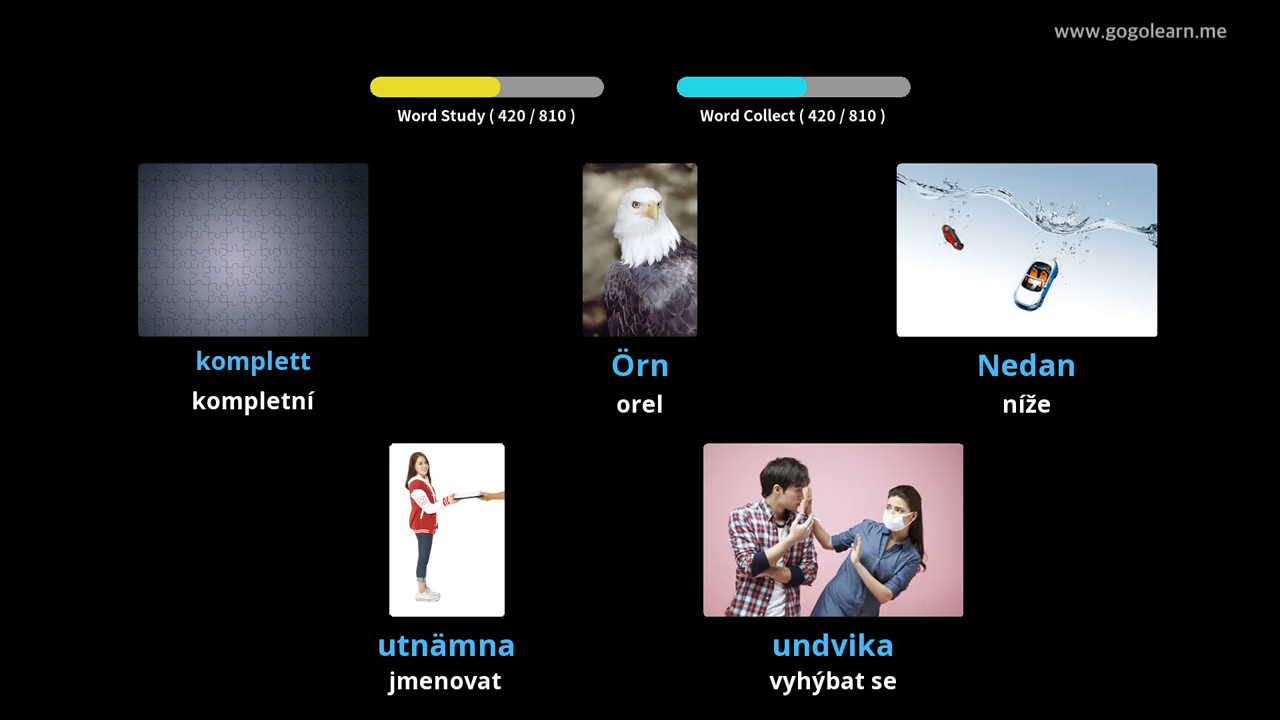 www.gogolearn.me
Word Study ( 420 / 810 )
Word Collect ( 420 / 810 )
komplett
kompletní
Örn
orel
Nedan
níže
utnämna
jmenovat
undvika
vyhýbat se